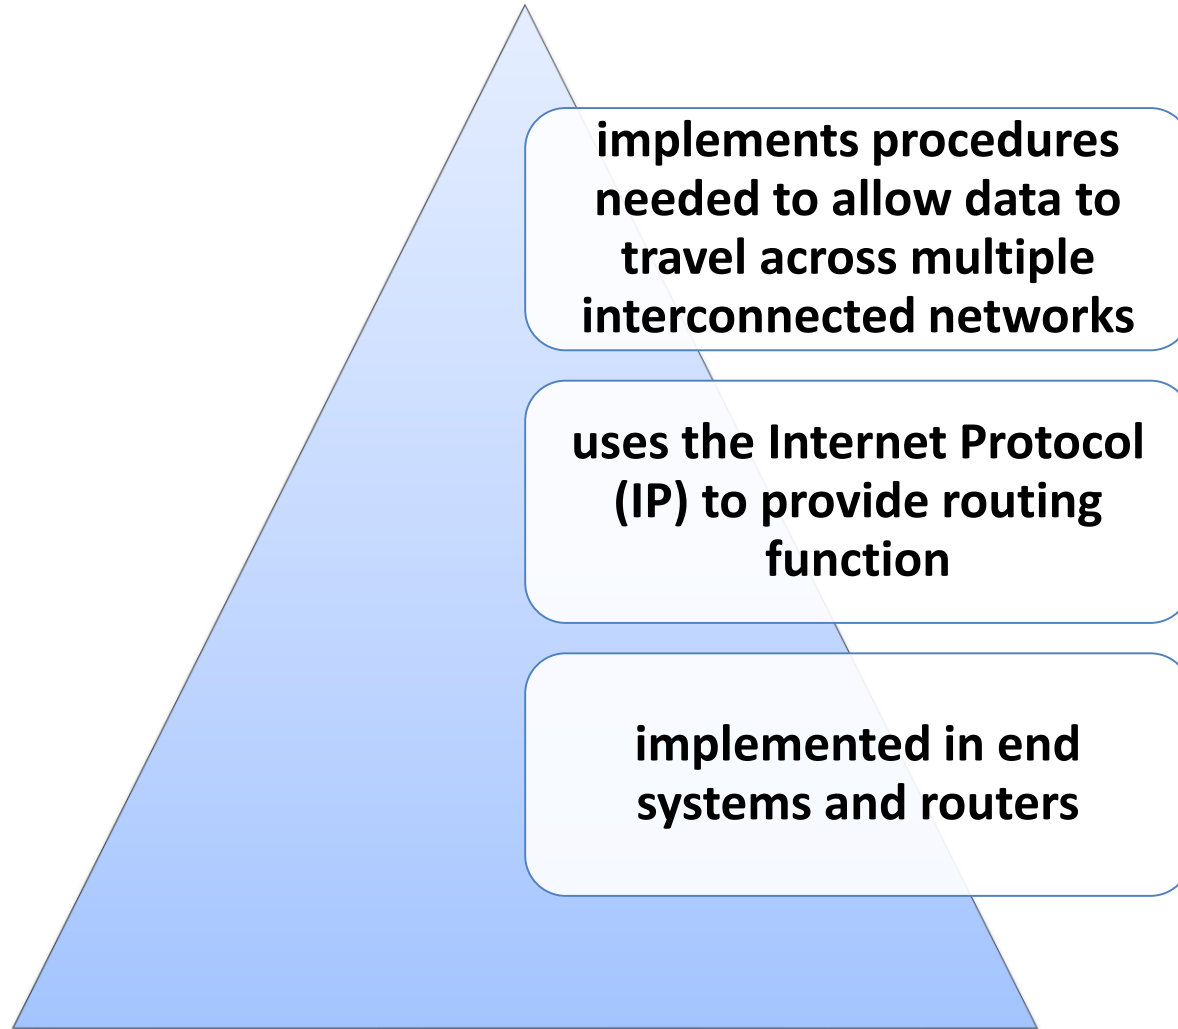 implements procedures
needed to allow data to
travel across multiple
interconnected networks
uses the Internet Protocol
(IP) to provide routing
function
implemented in end
systems and routers